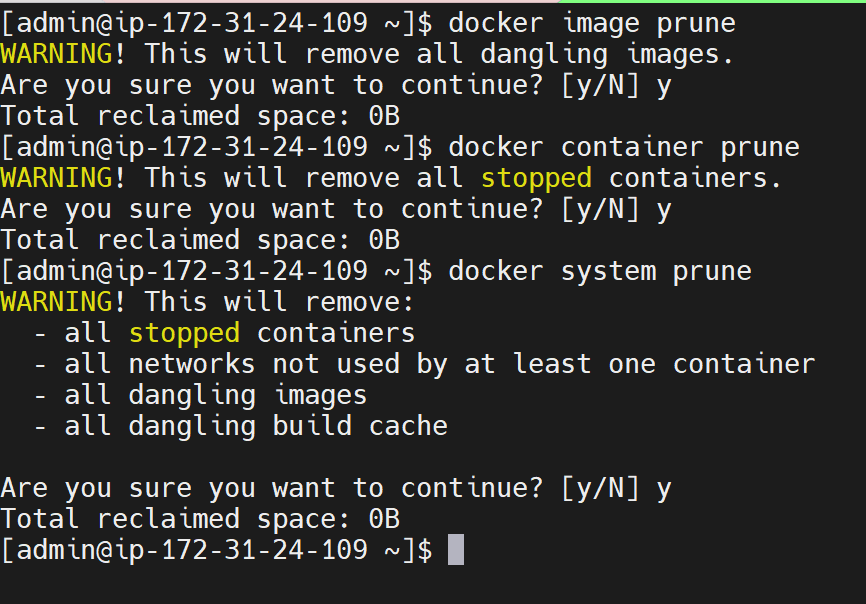 [admin@ip-172-31-24-109 ~]$ docker image prune
WARNING! This will remove all dangling images.
Are you sure you want to continue? [y/N] y
Total reclaimed space: 0B
[admin@ip-172-31-24-109 ~]$ docker container prune
WARNING! This will remove all stopped containers.
Are you sure you want to continue? [y/N] y
Total reclaimed space: 0B
[admin@ip-172-31-24-109 ~]$ docker system prune
WARNING! This will remove:
  - all stopped containers
  - all networks not used by at least one container
  - all dangling images
  - all dangling build cache

Are you sure you want to continue? [y/N] y
Total reclaimed space: 0B
[admin@ip-172-31-24-109 ~]$